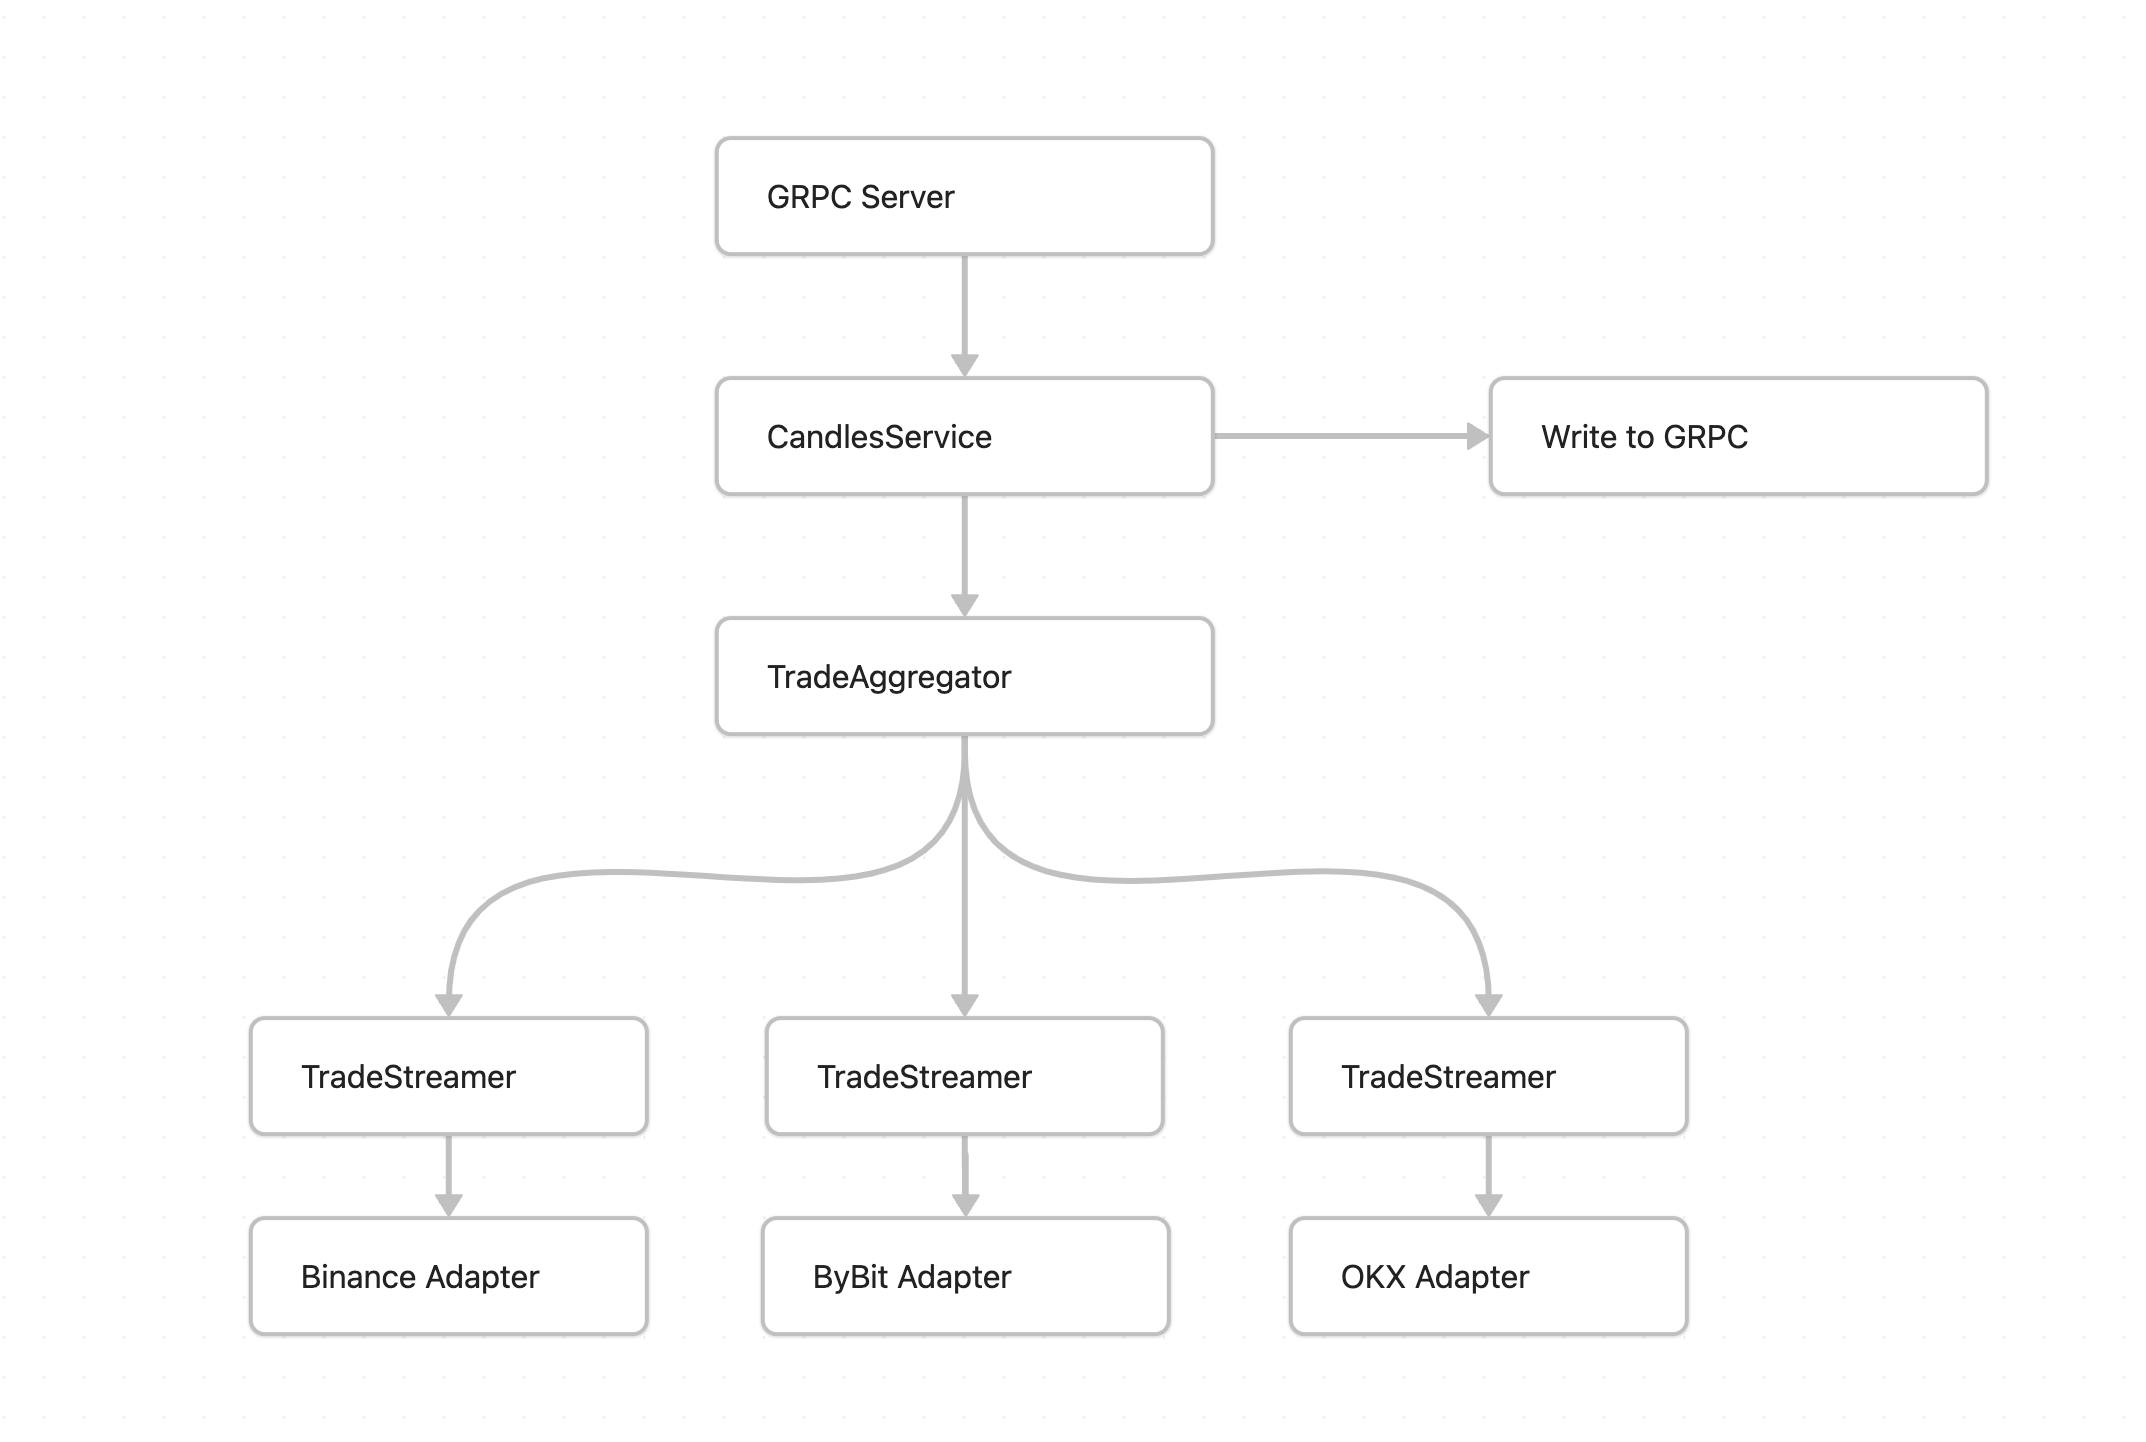 GRPC Server
CandlesService
Write to GRPC
TradeAggregator
TradeStreamer
TradeStreamer
TradeStreamer
Binance Adapter
ByBit Adapter
OKX Adapter